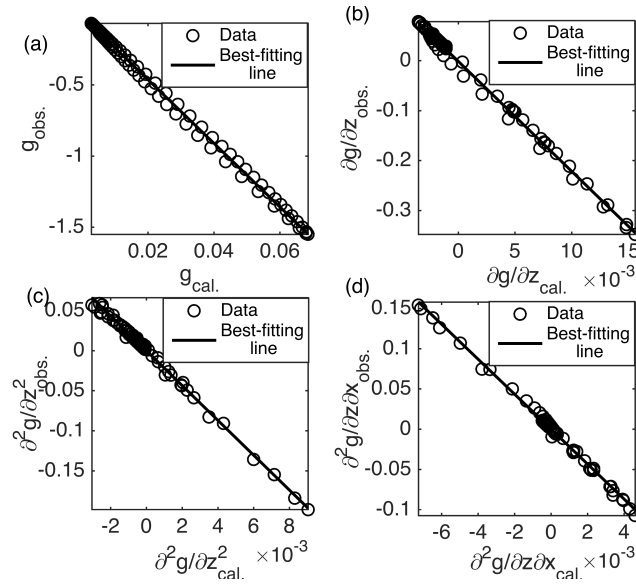 (a)
Data
Best-fitting
line
-0.5
-1
-1.5
g_obs.
0.02 0.04 0.06
g_cal.
(b)
Data
Best-fitting
line
0
-0.1
-0.2
-0.3
∂g/∂z_obs.
0 5 10 15
∂g/∂z_cal. ×10⁻³
(c)
Data
Best-fitting
line
0.05
0
-0.05
-0.1
-0.15
∂²g/∂z²_obs.
-2 0 2 4 6 8
∂²g/∂z²_cal. ×10⁻³
(d)
Data
Best-fitting
line
0.15
0.1
0.05
0
-0.05
-0.1
∂²g/∂z∂x_obs.
-6 -4 -2 0 2 4
∂²g/∂z∂x_cal. ×10⁻³